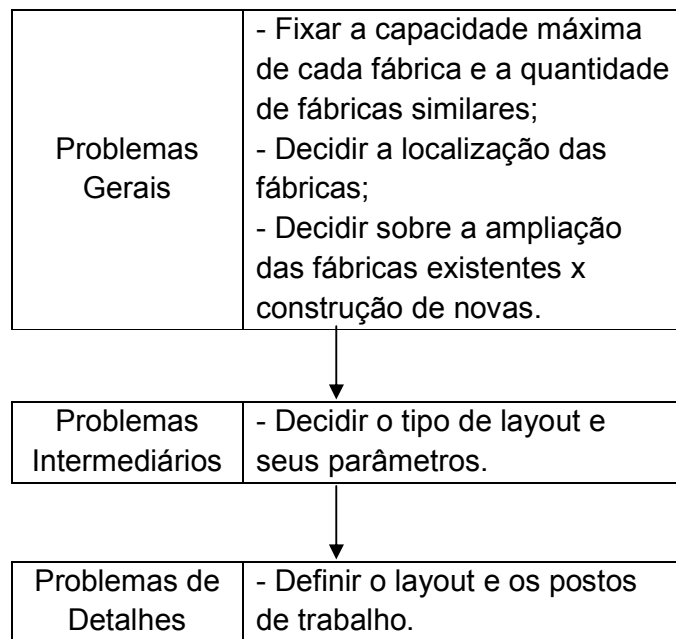 Problemas
Gerais
- Fixar a capacidade máxima
de cada fábrica e a quantidade
de fábricas similares;
- Decidir a localização das
fábricas;
- Decidir sobre a ampliação
das fábricas existentes x
construção de novas.
Problemas
Intermediários
- Decidir o tipo de layout e
seus parâmetros.
Problemas de
Detalhes
- Definir o layout e os postos
de trabalho.